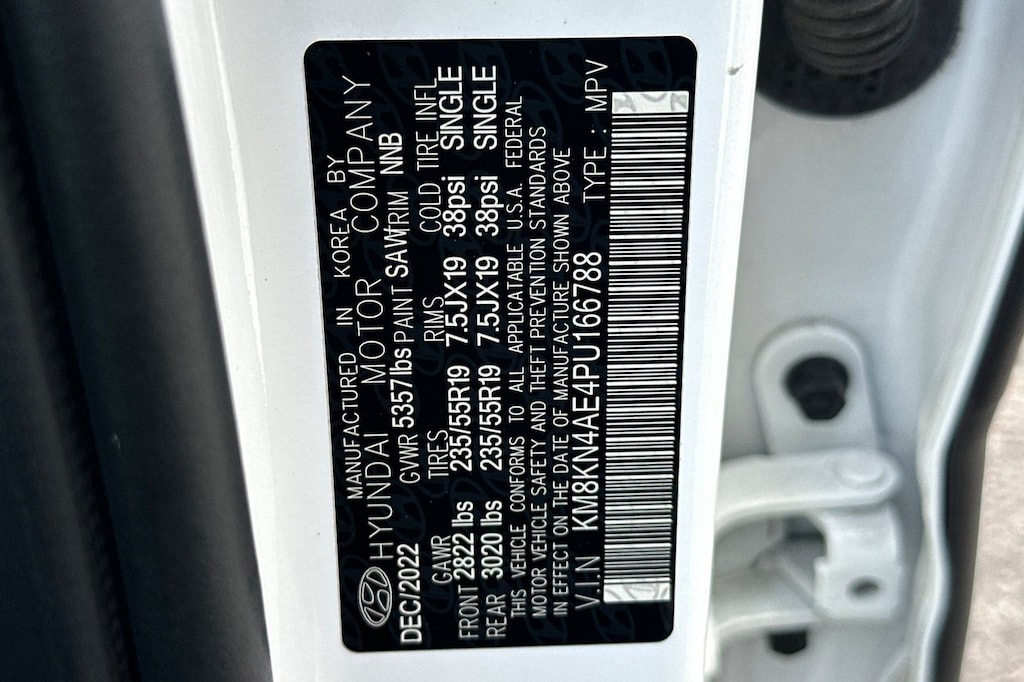 MANUFACTURED IN KOREA BY
HYUNDAI MOTOR COMPANY
DEC/2022 GVWR 5357lbs PAINT SAW TRIM NNB
GAWR TIRES RIMS COLD TIRE INFL
FRONT 2822 lbs 235/55R19 7.5JX19 38psi SINGLE
REAR 3020 lbs 235/55R19 7.5JX19 38psi SINGLE
THIS VEHICLE CONFORMS TO ALL APPLICATABLE U.S.A. FEDERAL
MOTOR VEHICLE SAFETY AND THEFT PREVENTION STANDARDS
IN EFFECT ON THE DATE OF MANUFACTURE SHOWN ABOVE
V.I.N KM8KN4AE4PU166788 TYPE : MPV